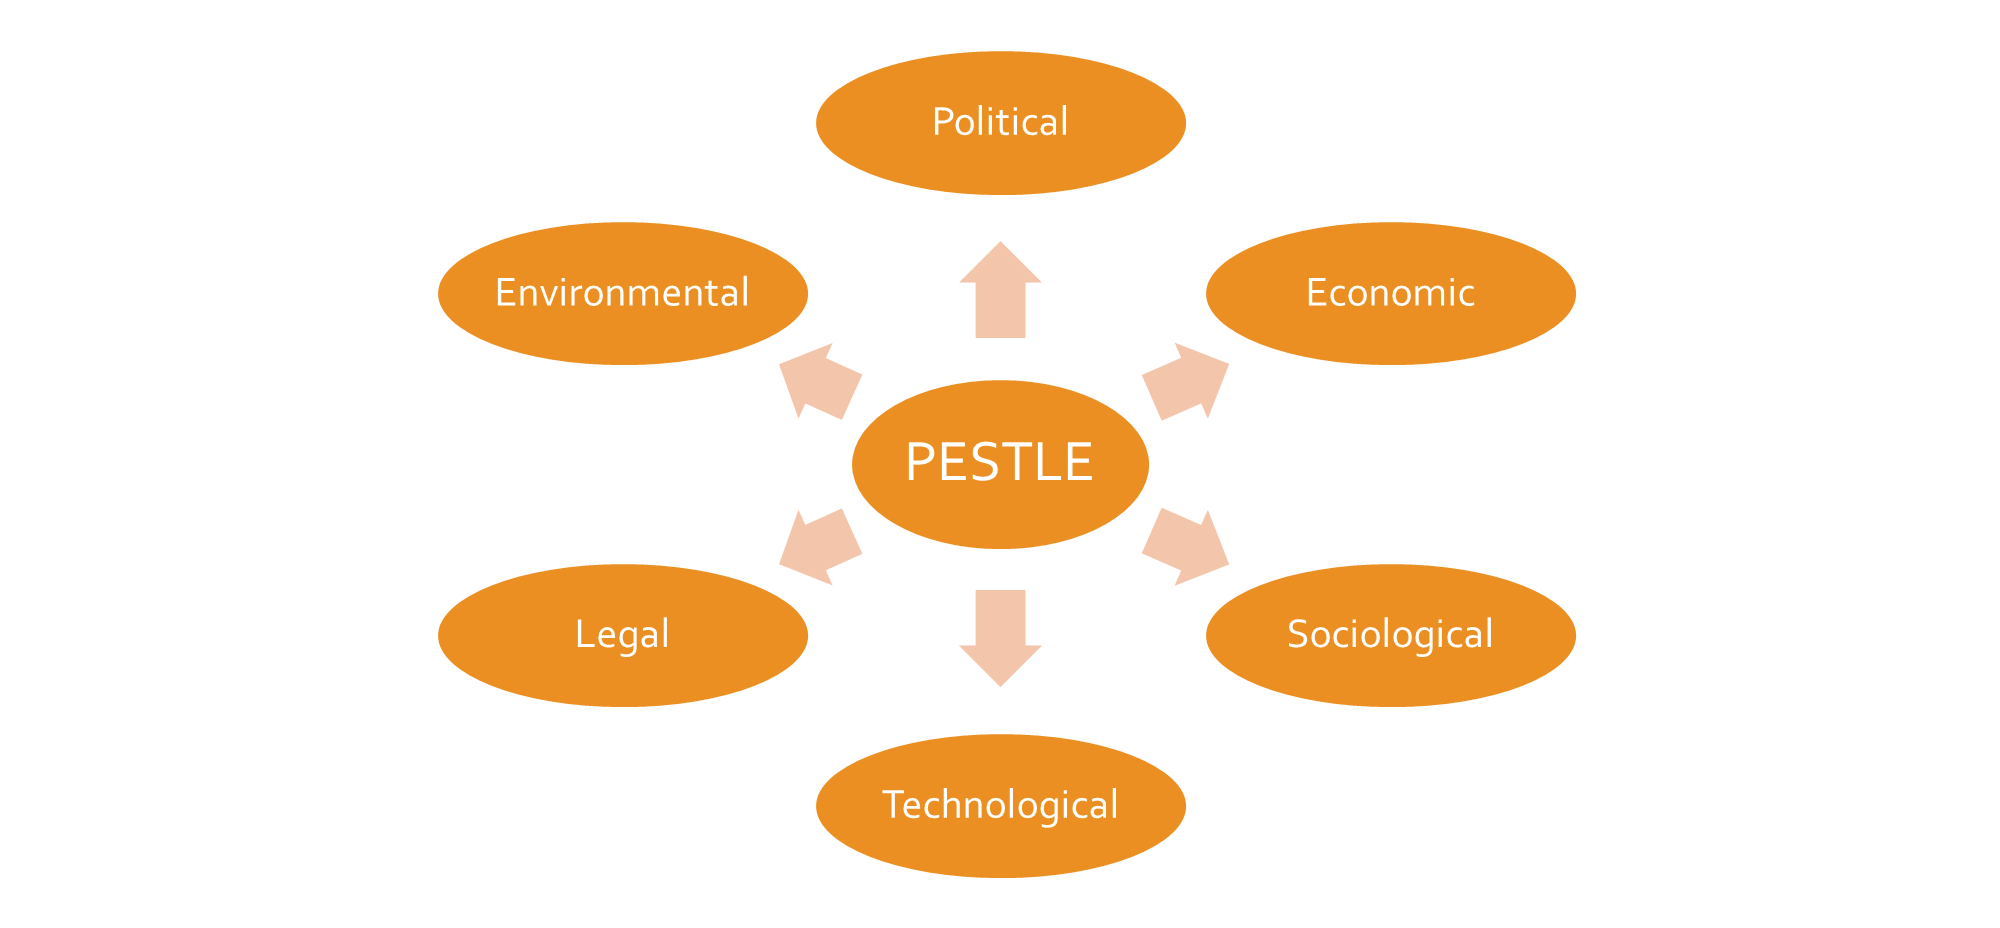 Political
Environmental
Economic
PESTLE
Legal
Sociological
Technological